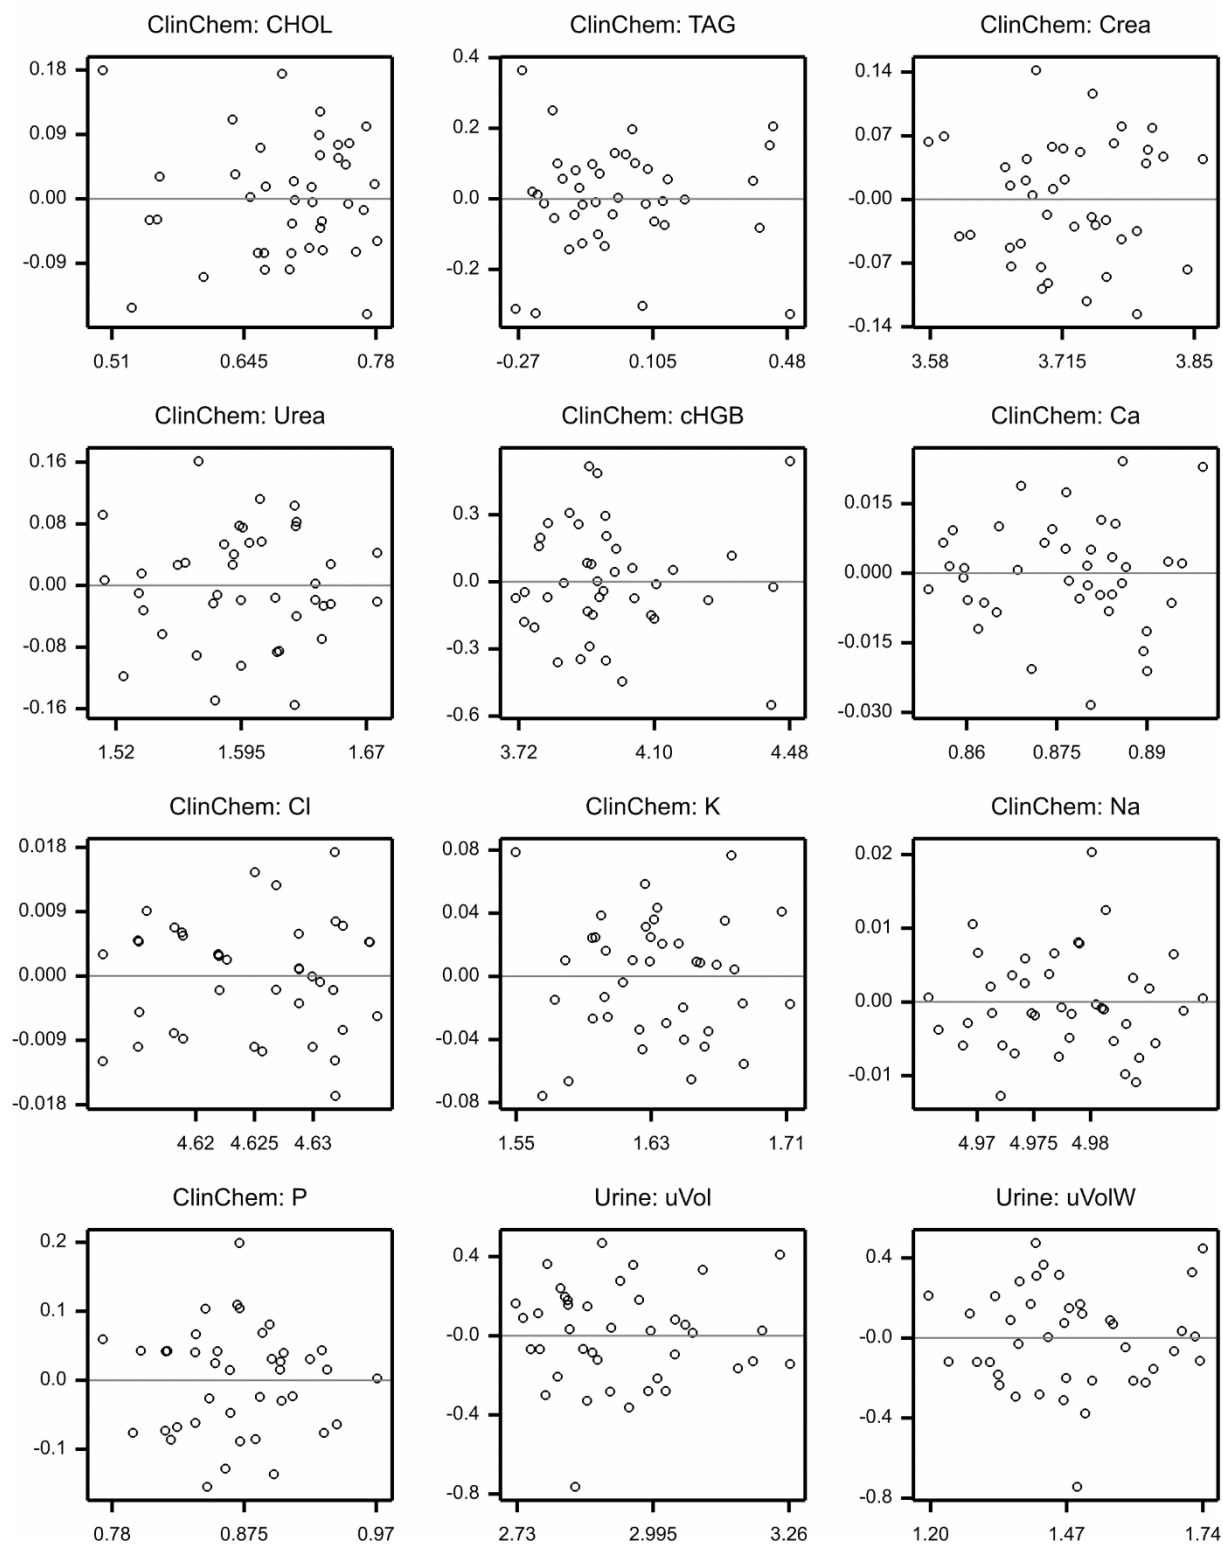 ClinChem: CHOL ClinChem: TAG ClinChem: Crea
0.18 0.4 0.14
0.09 0.2 0.07
0.00 0.0 -0.00
-0.09 -0.2 -0.07
-0.14
0.51 0.645 0.78 -0.27 0.105 0.48 3.58 3.715 3.85
ClinChem: Urea ClinChem: cHGB ClinChem: Ca
0.16 0.3 0.015
0.08 0.0 0.000
0.00 -0.3 -0.015
-0.08 -0.6 -0.030
-0.16
1.52 1.595 1.67 3.72 4.10 4.48 0.86 0.875 0.89
ClinChem: Cl ClinChem: K ClinChem: Na
0.018 0.08 0.02
0.009 0.04 0.01
0.000 0.00 0.00
-0.009 -0.04 -0.01
-0.018 -0.08
4.62 4.625 4.63 1.55 1.63 1.71 4.97 4.975 4.98
ClinChem: P Urine: uVol Urine: uVolW
0.2 0.4 0.4
0.1 -0.0 -0.0
0.0 -0.4 -0.4
-0.1 -0.8 -0.8
0.78 0.875 0.97 2.73 2.995 3.26 1.20 1.47 1.74